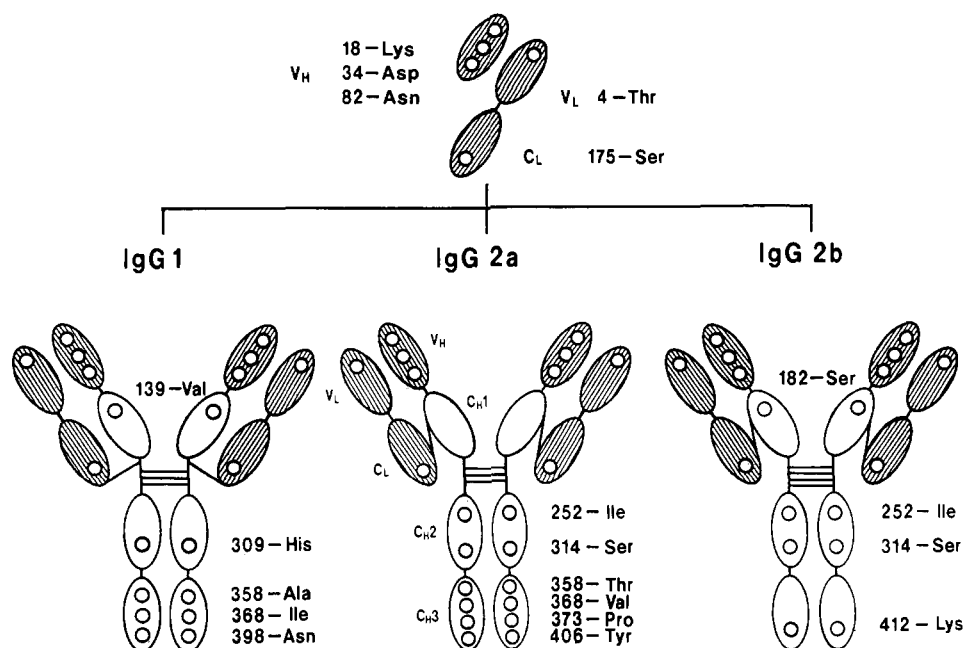 18–Lys
V_H 34–Asp
82–Asn
V_L 4–Thr
C_L 175–Ser
IgG 1 IgG 2a IgG 2b
139–Val
V_H
182–Ser
V_L
C_H1
C_L
C_H2
252–Ile
252–Ile
309–His
314–Ser
314–Ser
C_H3
358–Ala
368–Ile
398–Asn
358–Thr
368–Val
373–Pro
406–Tyr
412–Lys